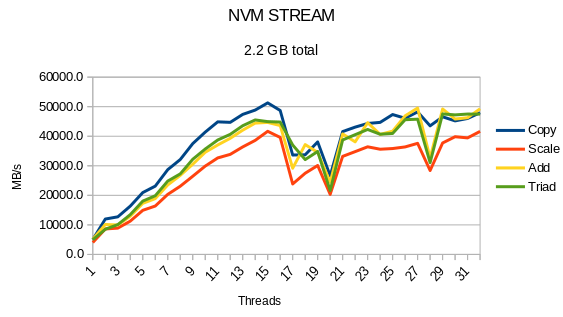 NVM STREAM
2.2 GB total
60000.0
50000.0
40000.0
30000.0
20000.0
10000.0
0.0
MB/s
1 3 5 7 9 11 13 15 17 19 21 23 25 27 29 31
Threads
Copy
Scale
Add
Triad